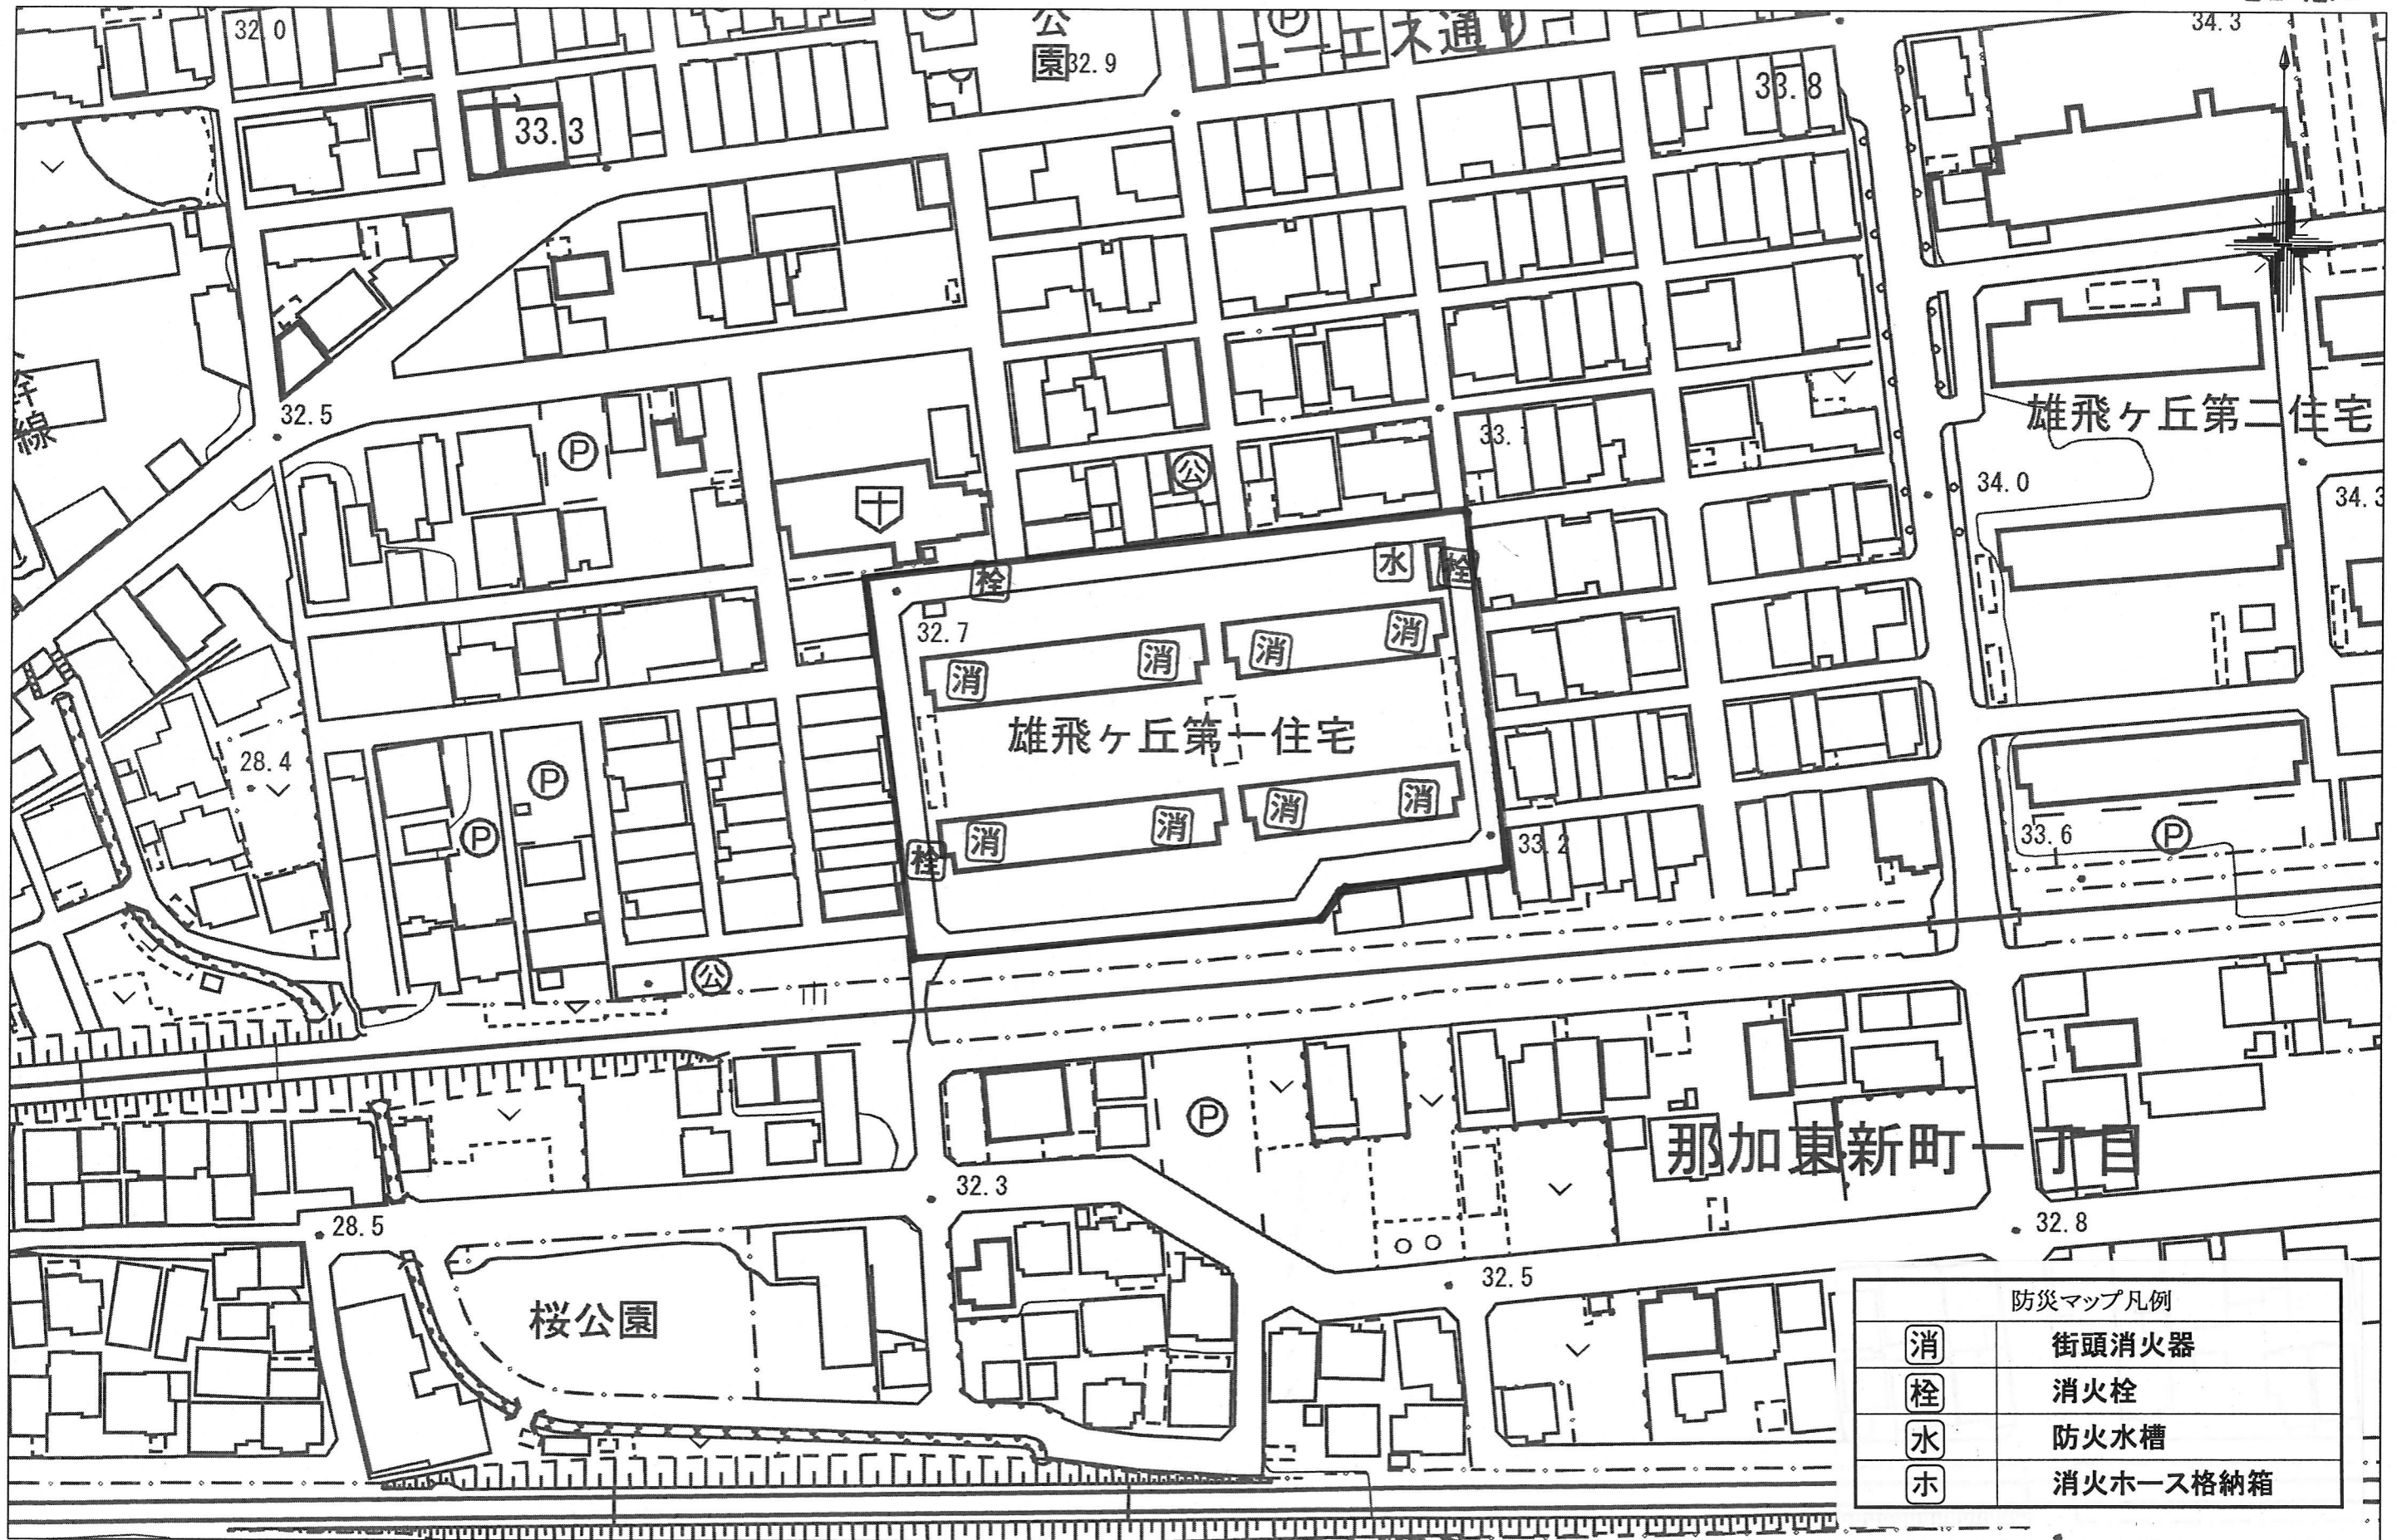 32.0
公園
32.9
Ⓟ
ユーエス通り
33.8
34.3
33.3
32.5
幹線
Ⓟ
公
雄飛ヶ丘第二住宅
34.0
34.3
栓
水
栓
32.7
消
消
消
消
雄飛ヶ丘第一住宅
28.4
Ⓟ
Ⓟ
消
消
消
消
栓
33.2
33.6
Ⓟ
公
Ⓟ
那加東新町一丁目
32.3
28.5
32.8
32.5
桜公園
防災マップ凡例
消 街頭消火器
栓 消火栓
水 防火水槽
ホ 消火ホース格納箱